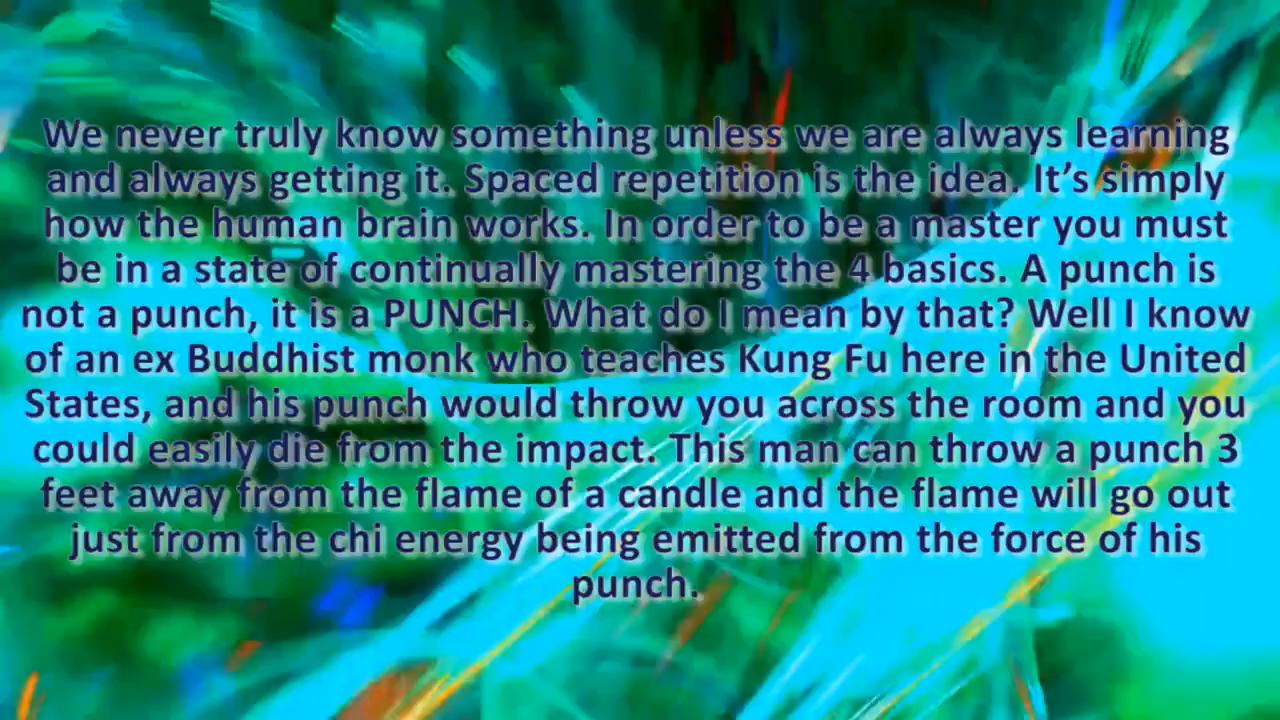 We never truly know something unless we are always learning
and always getting it. Spaced repetition is the idea. It’s simply
how the human brain works. In order to be a master you must
be in a state of continually mastering the 4 basics. A punch is
not a punch, it is a PUNCH. What do I mean by that? Well I know
of an ex Buddhist monk who teaches Kung Fu here in the United
States, and his punch would throw you across the room and you
could easily die from the impact. This man can throw a punch 3
feet away from the flame of a candle and the flame will go out
just from the chi energy being emitted from the force of his
punch.